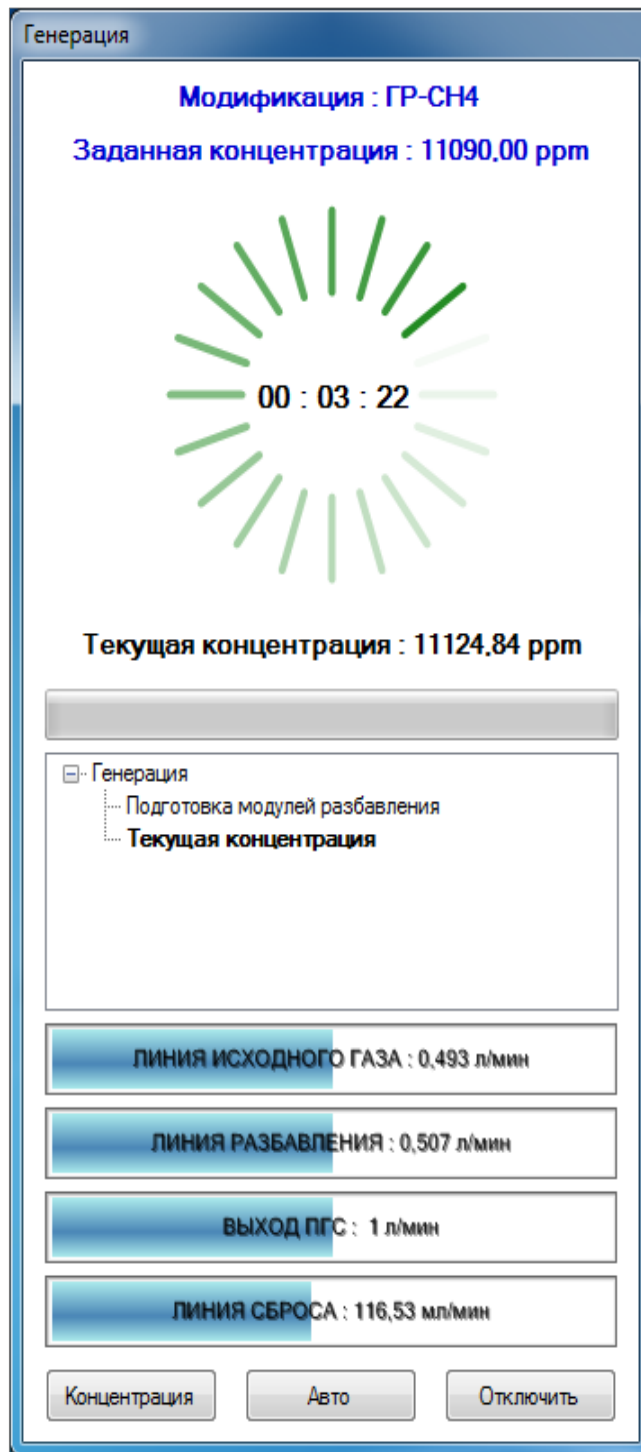 Генерация
Модификация : ГР-СН4
Заданная концентрация : 11090,00 ppm
00 : 03 : 22
Текущая концентрация : 11124,84 ppm
Генерация
Подготовка модулей разбавления
Текущая концентрация
ЛИНИЯ ИСХОДНОГО ГАЗА : 0,493 л/мин
ЛИНИЯ РАЗБАВЛЕНИЯ : 0,507 л/мин
ВЫХОД ПГС : 1 л/мин
ЛИНИЯ СБРОСА : 116,53 мл/мин
Концентрация Авто Отключить